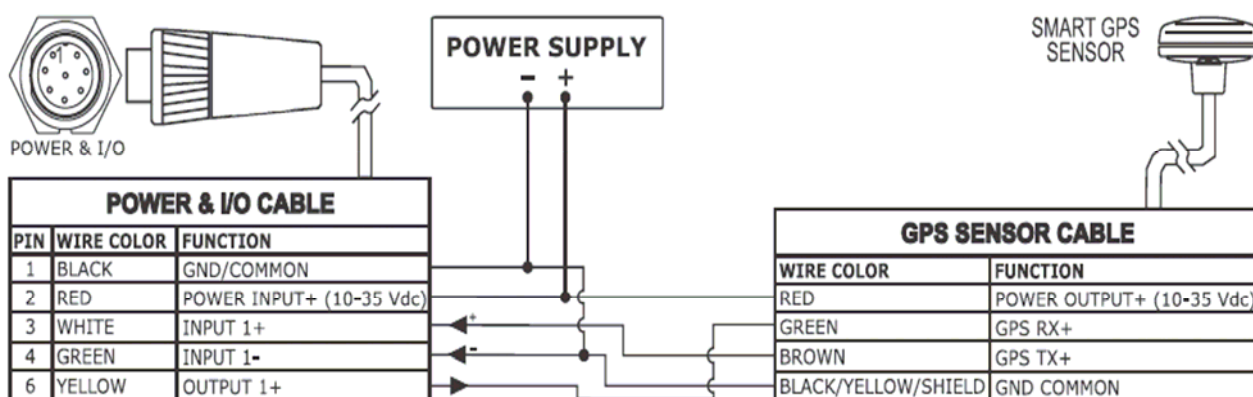 SMART GPS
SENSOR
POWER SUPPLY
- +
1
POWER & I/O
POWER & I/O CABLE
PIN WIRE COLOR FUNCTION
1 BLACK GND/COMMON
2 RED POWER INPUT+ (10-35 Vdc)
3 WHITE INPUT 1+
4 GREEN INPUT 1-
6 YELLOW OUTPUT 1+
+
-
GPS SENSOR CABLE
WIRE COLOR FUNCTION
RED POWER OUTPUT+ (10-35 Vdc)
GREEN GPS RX+
BROWN GPS TX+
BLACK/YELLOW/SHIELD GND COMMON